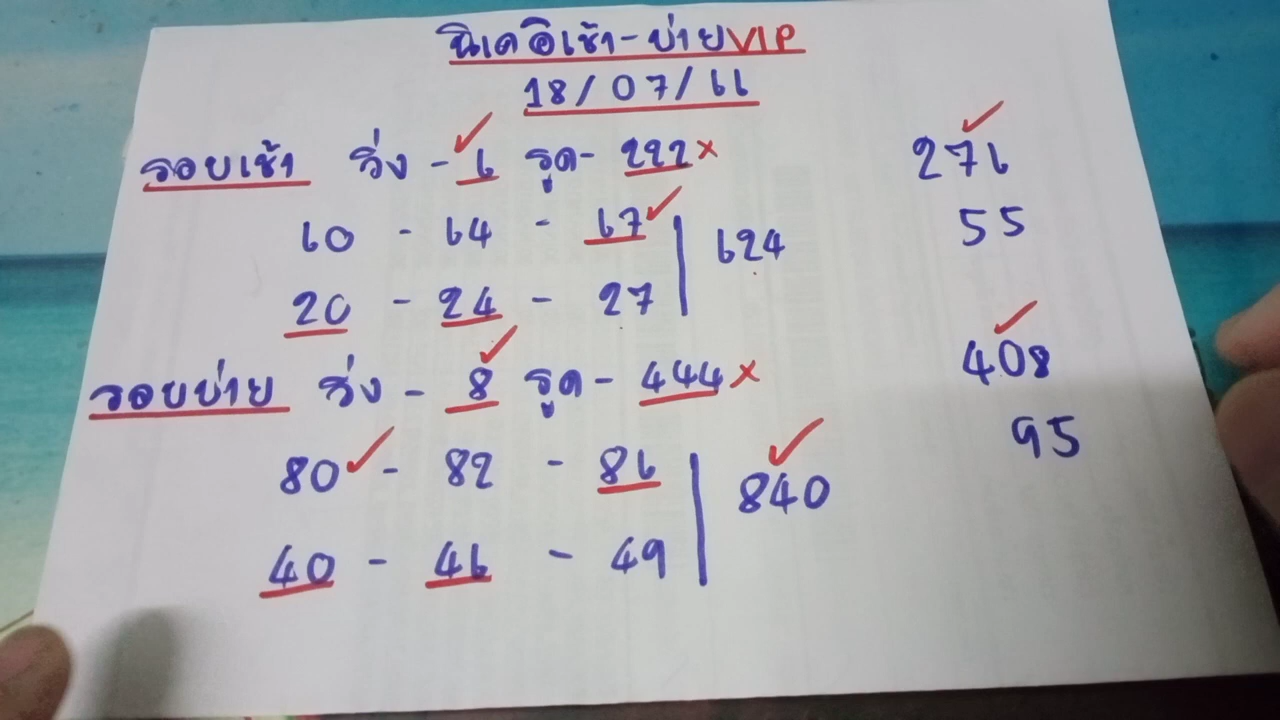 นิเคอิเช้า-บ่ายVIP
18/07/66
รอบเช้า วิ่ง - 6 รูด - 222 x 276
60 - 64 - 67 | 624 55
20 - 24 - 27
รอบบ่าย วิ่ง - 8 รูด - 444 x 408
80 - 82 - 86 | 840 95
40 - 46 - 49